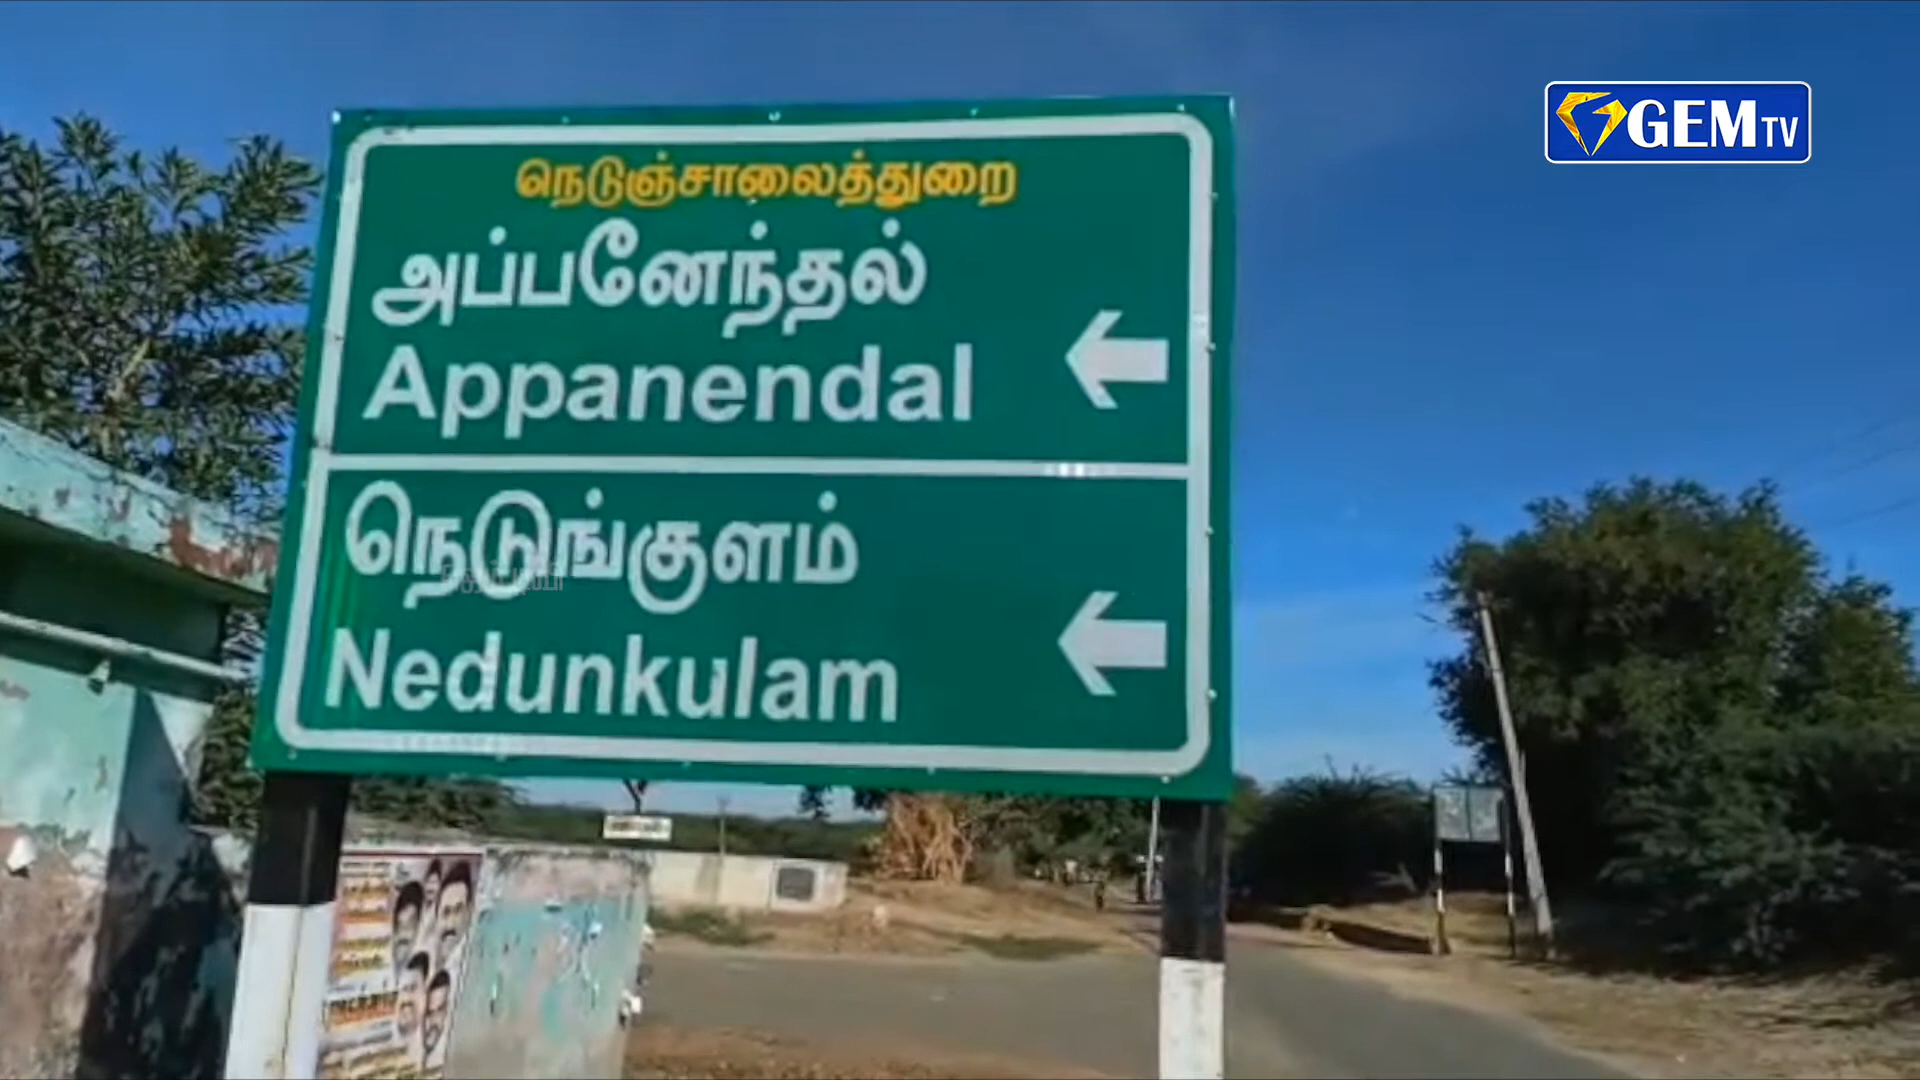 GEM TV
நெடுஞ்சாலைத்துறை
அப்பனேந்தல்
Appanendal
நெடுங்குளம்
Nedunkulam